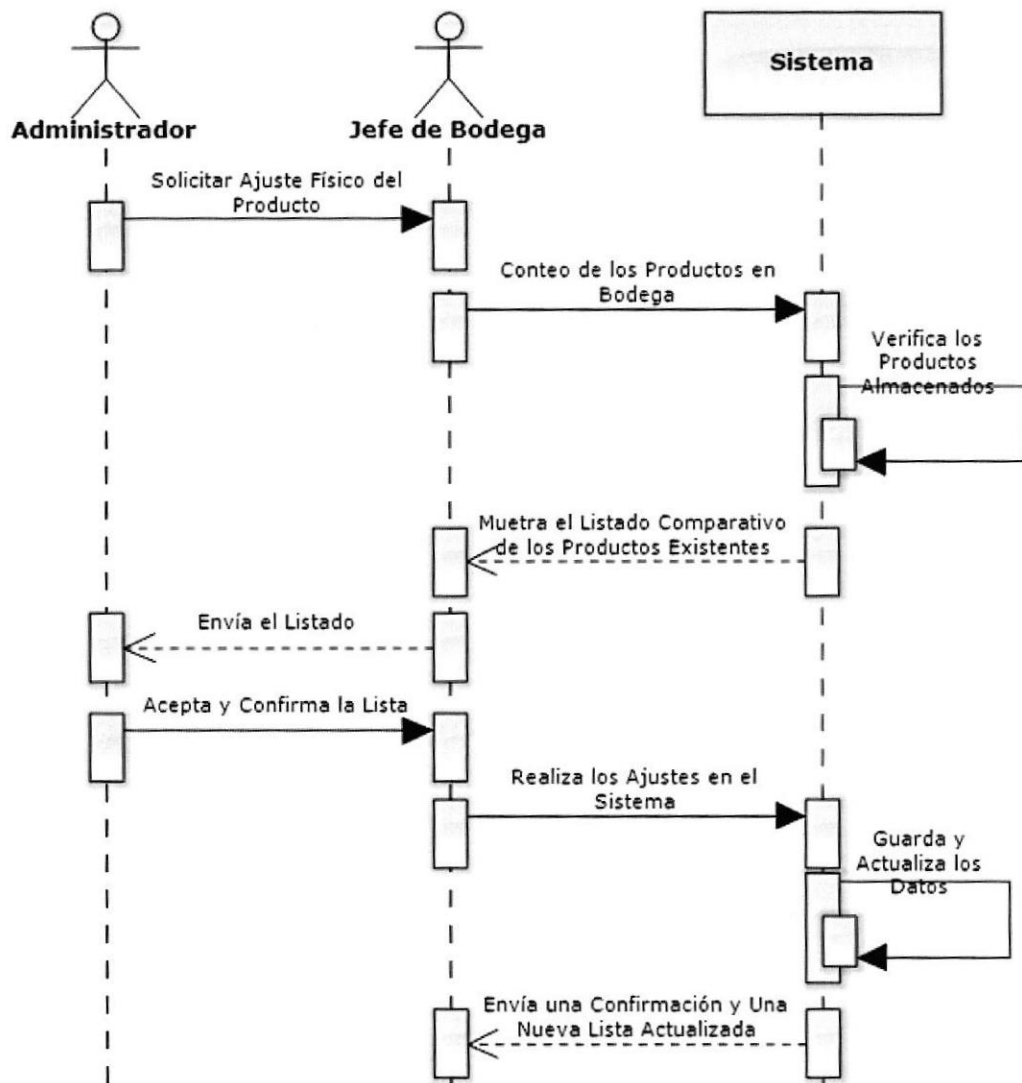 Sistema
Administrador
Jefe de Bodega
Solicitar Ajuste Físico del
Producto
Conteo de los Productos en
Bodega
Verifica los
Productos
Almacenados
Muetra el Listado Comparativo
de los Productos Existentes
Envía el Listado
Acepta y Confirma la Lista
Realiza los Ajustes en el
Sistema
Guarda y
Actualiza los
Datos
Envía una Confirmación y Una
Nueva Lista Actualizada